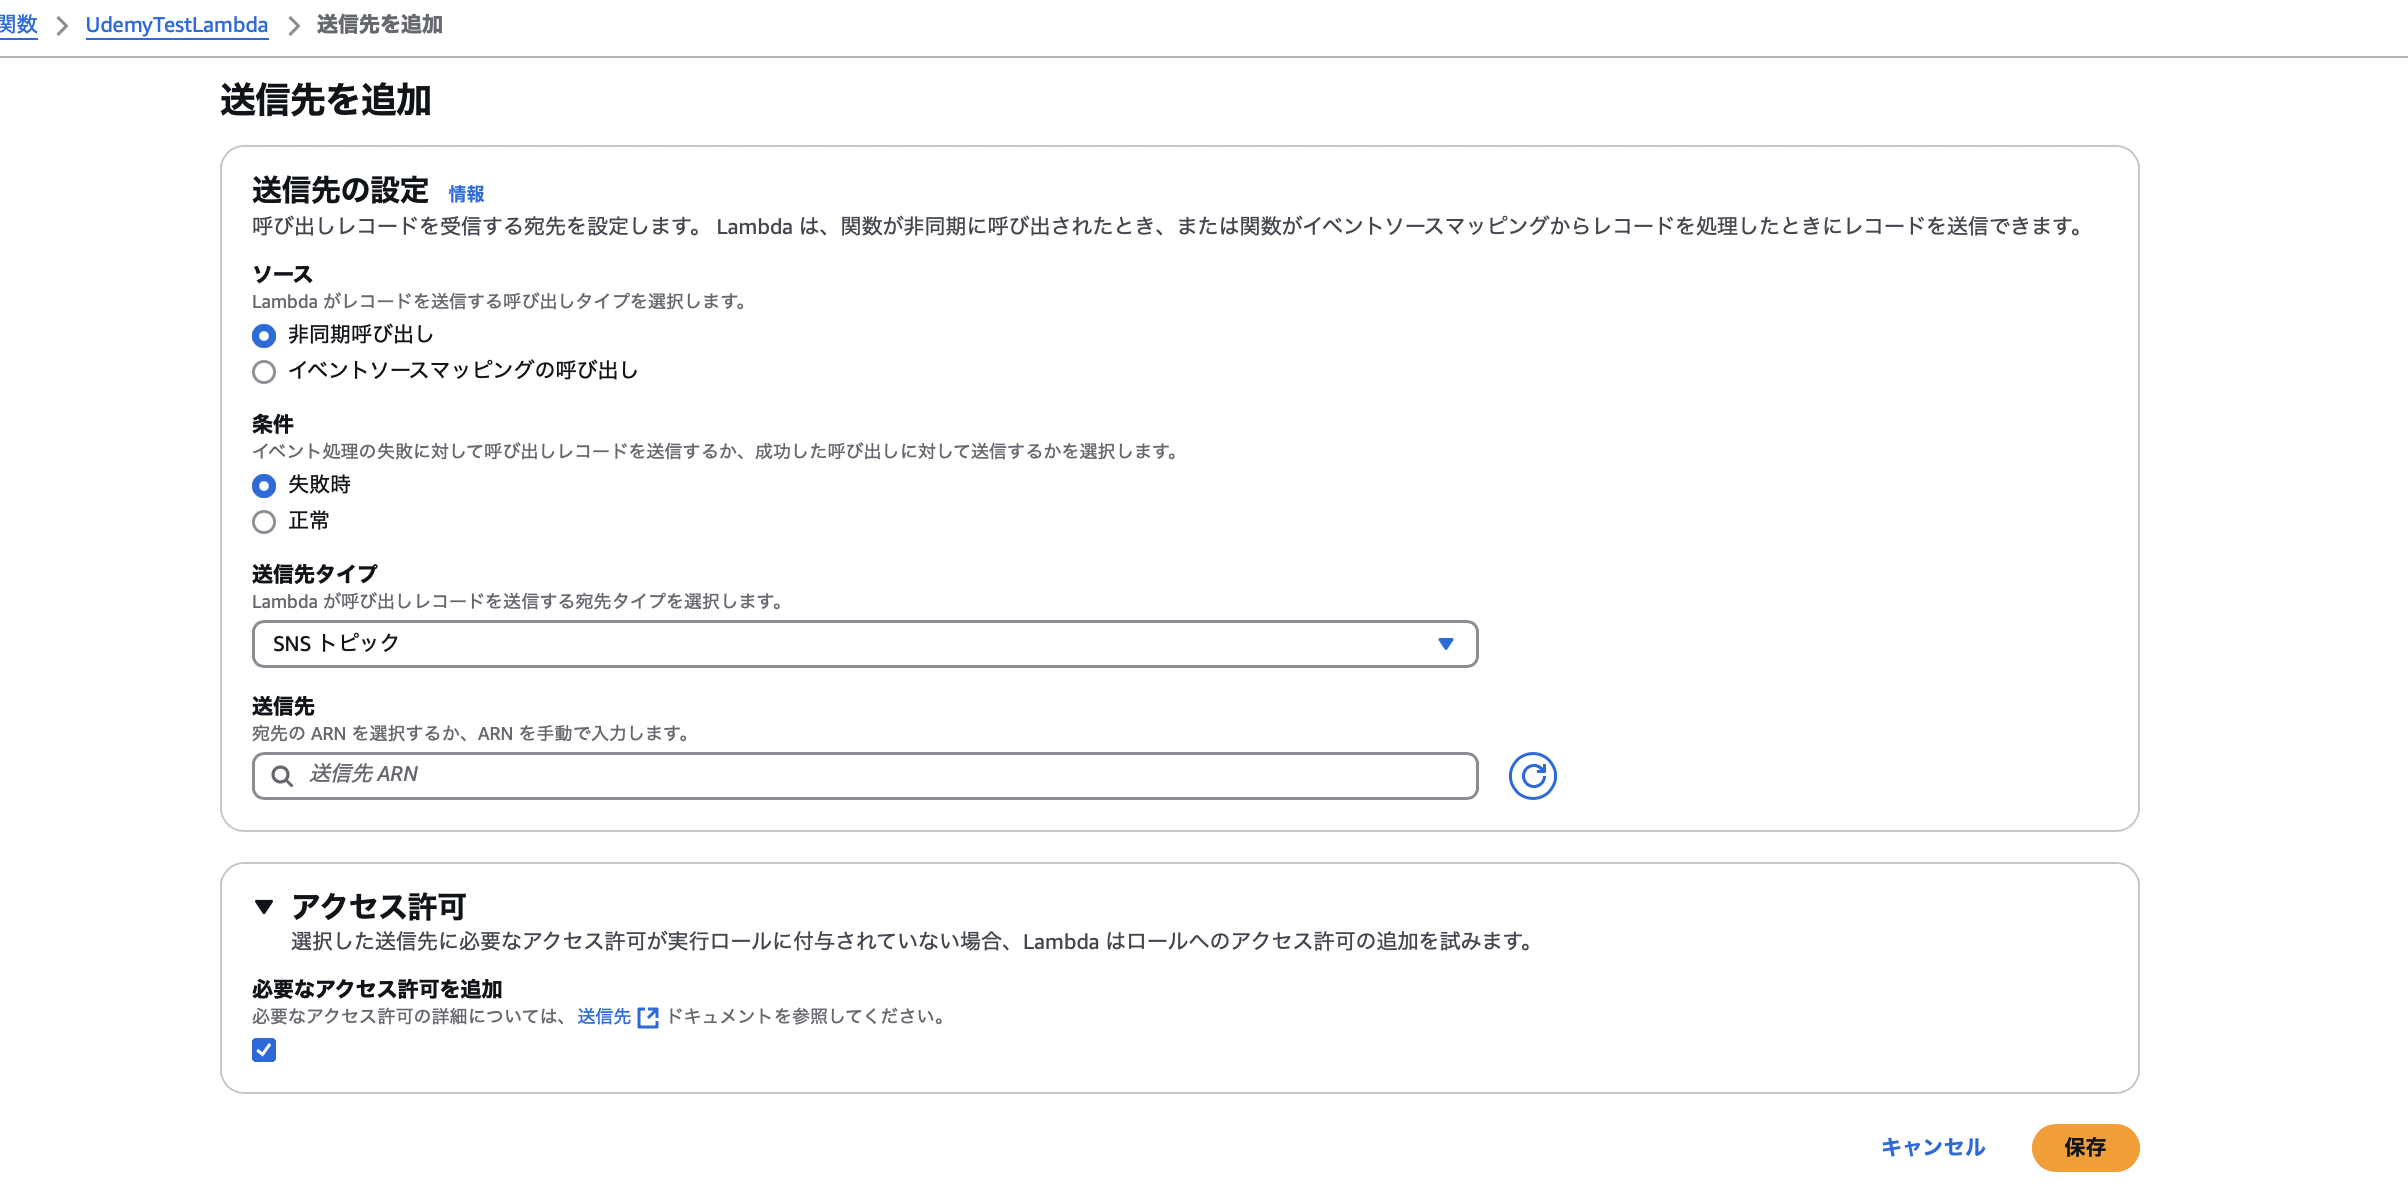 関数 > UdemyTestLambda > 送信先を追加
送信先を追加
送信先の設定 情報
呼び出しレコードを受信する宛先を設定します。 Lambda は、関数が非同期に呼び出されたとき、または関数がイベントソースマッピングからレコードを処理したときにレコードを送信できます。
ソース
Lambda がレコードを送信する呼び出しタイプを選択します。
非同期呼び出し
イベントソースマッピングの呼び出し
条件
イベント処理の失敗に対して呼び出しレコードを送信するか、成功した呼び出しに対して送信するかを選択します。
失敗時
正常
送信先タイプ
Lambda が呼び出しレコードを送信する宛先タイプを選択します。
SNS トピック
送信先
宛先の ARN を選択するか、ARN を手動で入力します。
送信先 ARN
アクセス許可
選択した送信先に必要なアクセス許可が実行ロールに付与されていない場合、Lambda はロールへのアクセス許可の追加を試みます。
必要なアクセス許可を追加
必要なアクセス許可の詳細については、送信先 ドキュメントを参照してください。
キャンセル 保存